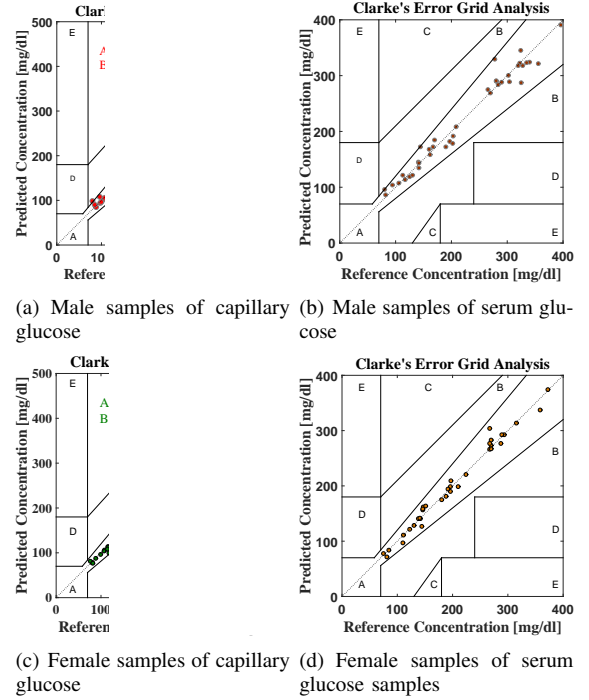 Clar
Predicted Concentration [mg/dl]
500
400
300
200
100
0
0
10
E
A
B
D
A
Refere
(a) Male samples of capillary glucose
Clarke's Error Grid Analysis
Predicted Concentration [mg/dl]
400
300
200
100
0
0
100
200
300
400
E
C
B
D
B
D
A
C
E
Reference Concentration [mg/dl]
(b) Male samples of serum glu-
cose
Clark
Predicted Concentration [mg/dl]
500
400
300
200
100
0
0
100
E
A
B
D
A
Referen
(c) Female samples of capillary
glucose
Clarke's Error Grid Analysis
Predicted Concentration [mg/dl]
400
300
200
100
0
0
100
200
300
400
E
C
B
B
D
D
A
C
E
Reference Concentration [mg/dl]
(d) Female samples of serum
glucose samples